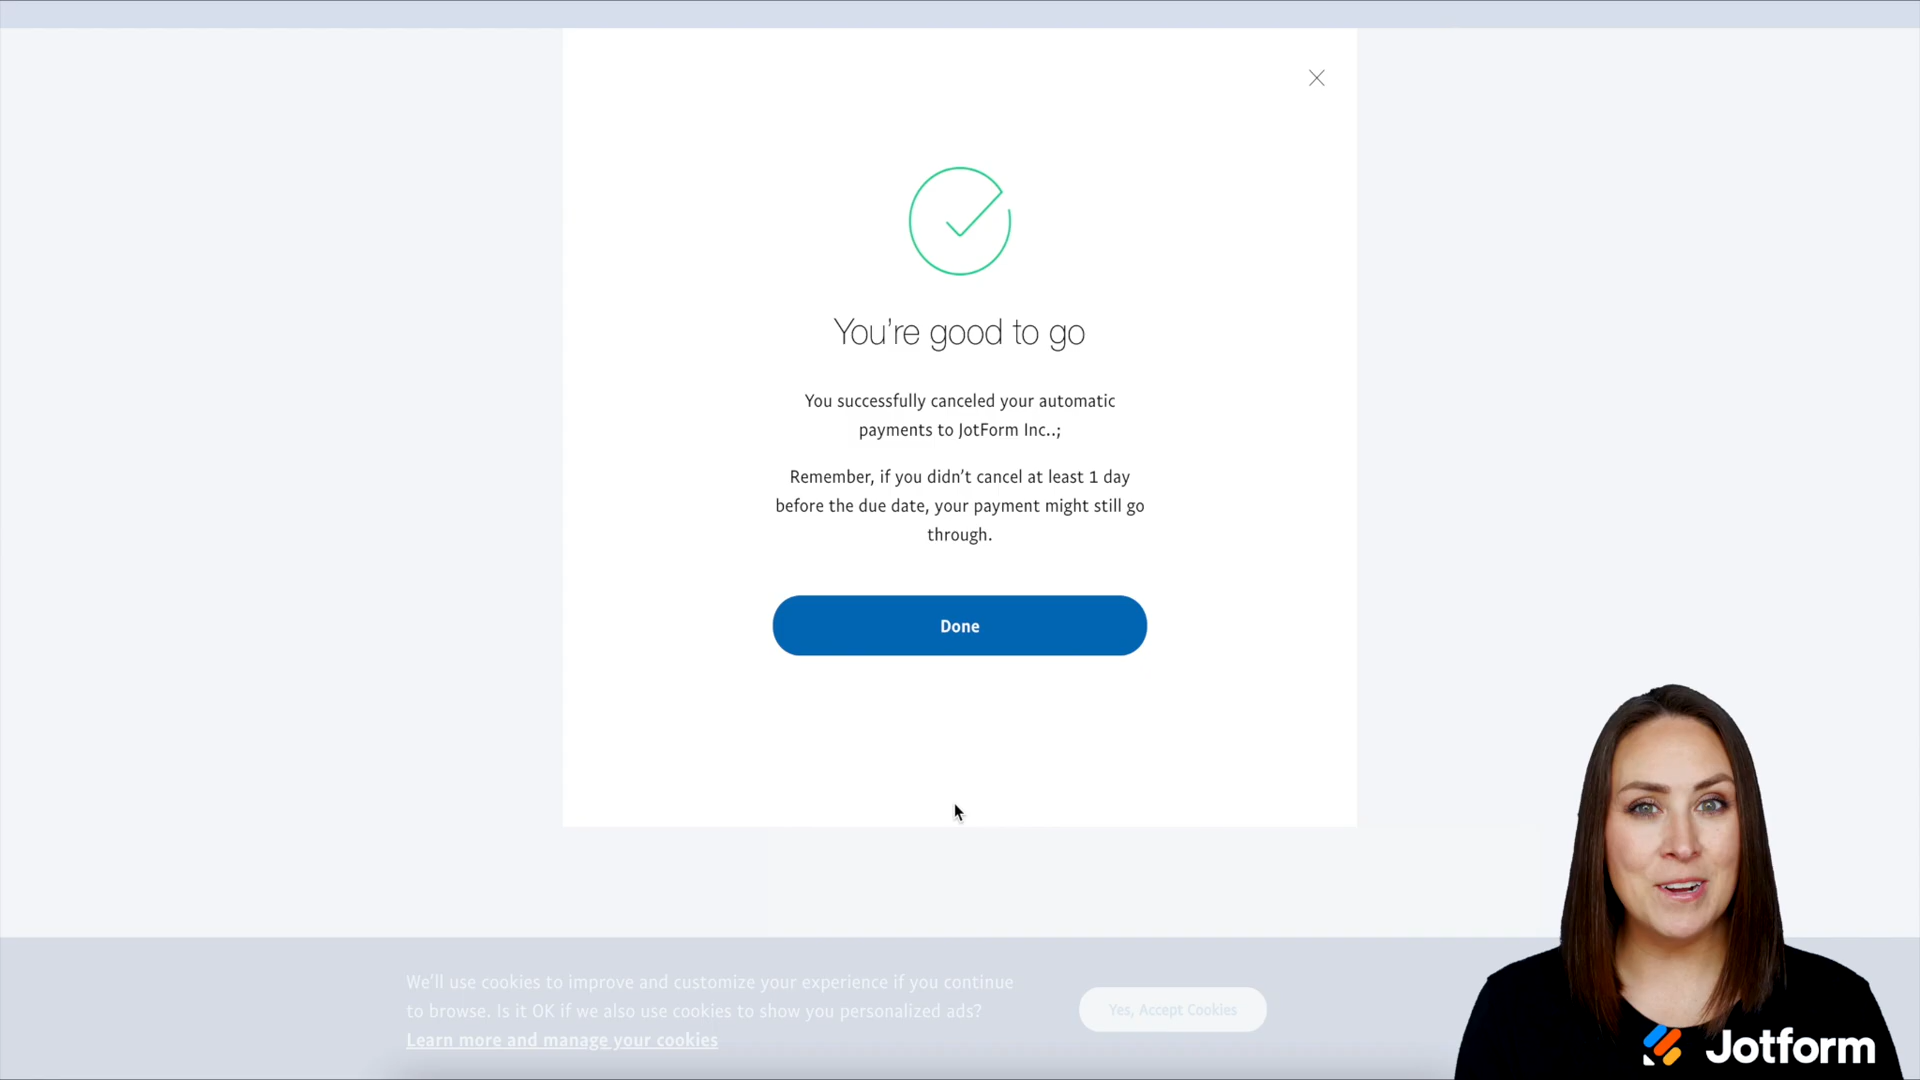 You're good to go
You successfully canceled your automatic
payments to JotForm Inc..;
Remember, if you didn't cancel at least 1 day
before the due date, your payment might still go
through.
Done
We'll use cookies to improve and customize your experience if you continue
to browse. Is it OK if we also use cookies to show you personalized ads?
Learn more and manage your cookies
Yes, Accept Cookies
Jotform